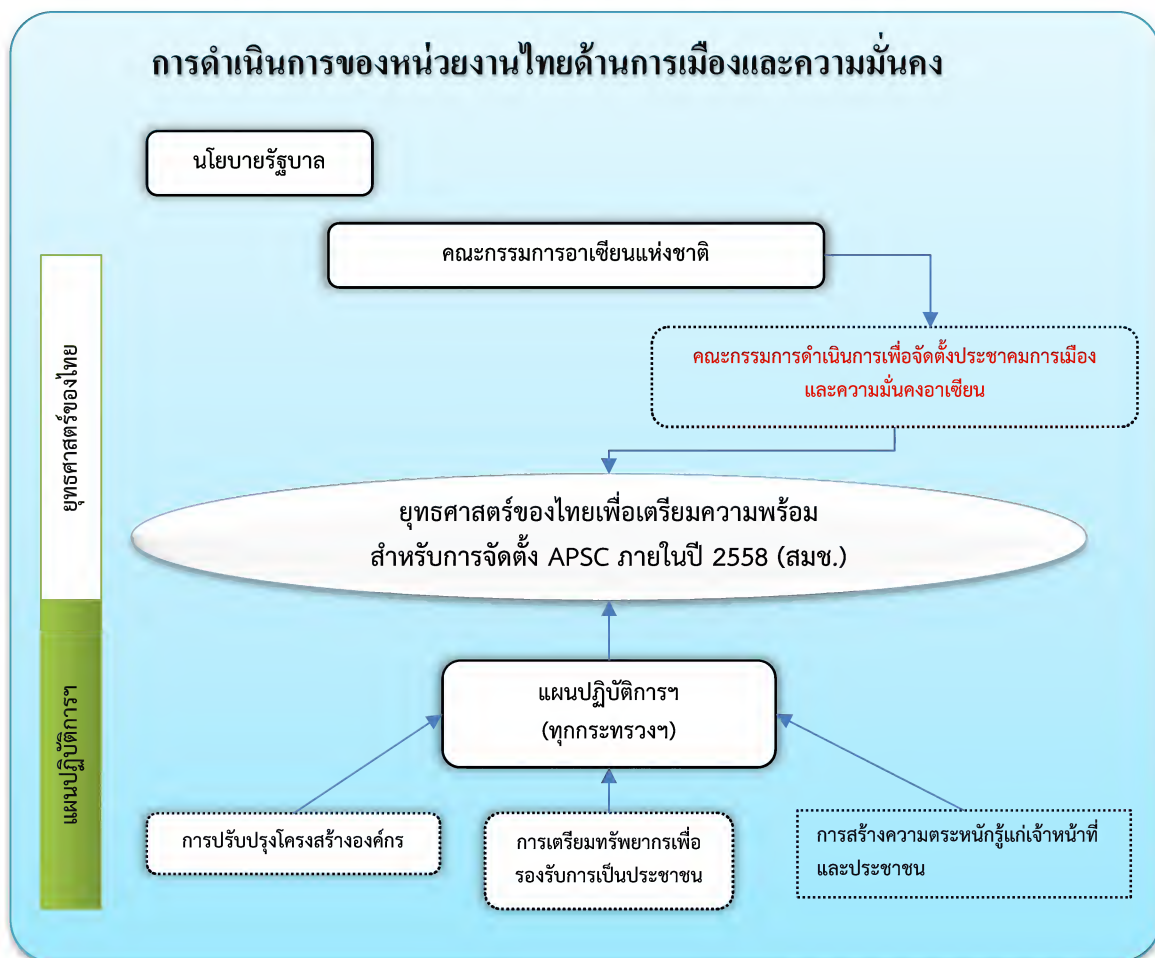 การดำเนินการของหน่วยงานไทยด้านการเมืองและความมั่นคง
นโยบายรัฐบาล
คณะกรรมการอาเซียนแห่งชาติ
คณะกรรมการดำเนินการเพื่อจัดตั้งประชาคมการเมือง
และความมั่นคงอาเซียน
ยุทธศาสตร์ของไทย
ยุทธศาสตร์ของไทยเพื่อเตรียมความพร้อม
สำหรับการจัดตั้ง APSC ภายในปี 2558 (สมช.)
แผนปฏิบัติการฯ
แผนปฏิบัติการฯ
(ทุกกระทรวงฯ)
การปรับปรุงโครงสร้างองค์กร
การเตรียมทรัพยากรเพื่อ
รองรับการเป็นประชาชน
การสร้างความตระหนักรู้แก่เจ้าหน้าที่
และประชาชน